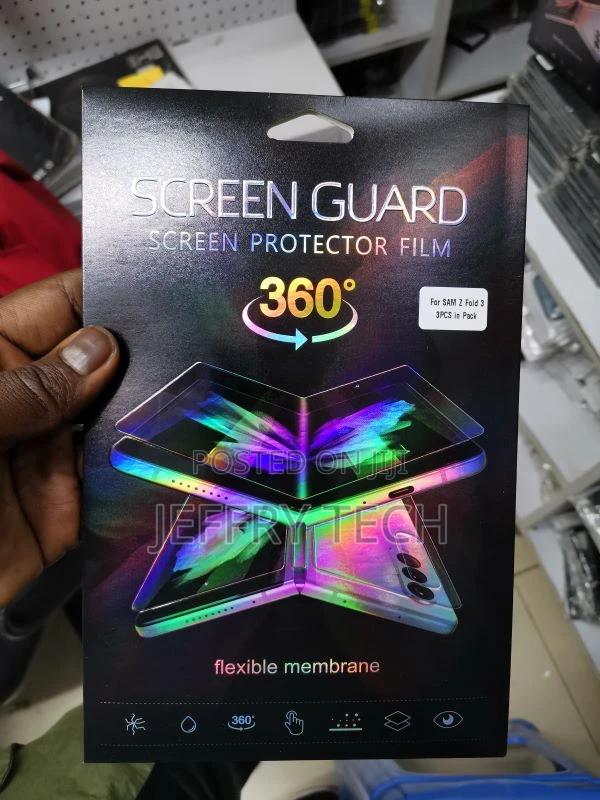 SCREEN GUARD
SCREEN PROTECTOR FILM
360°
For SAM Z Fold 3
3PCS in Pack
POSTED ON JIJI
JEFFRY TECH
flexible membrane
360°